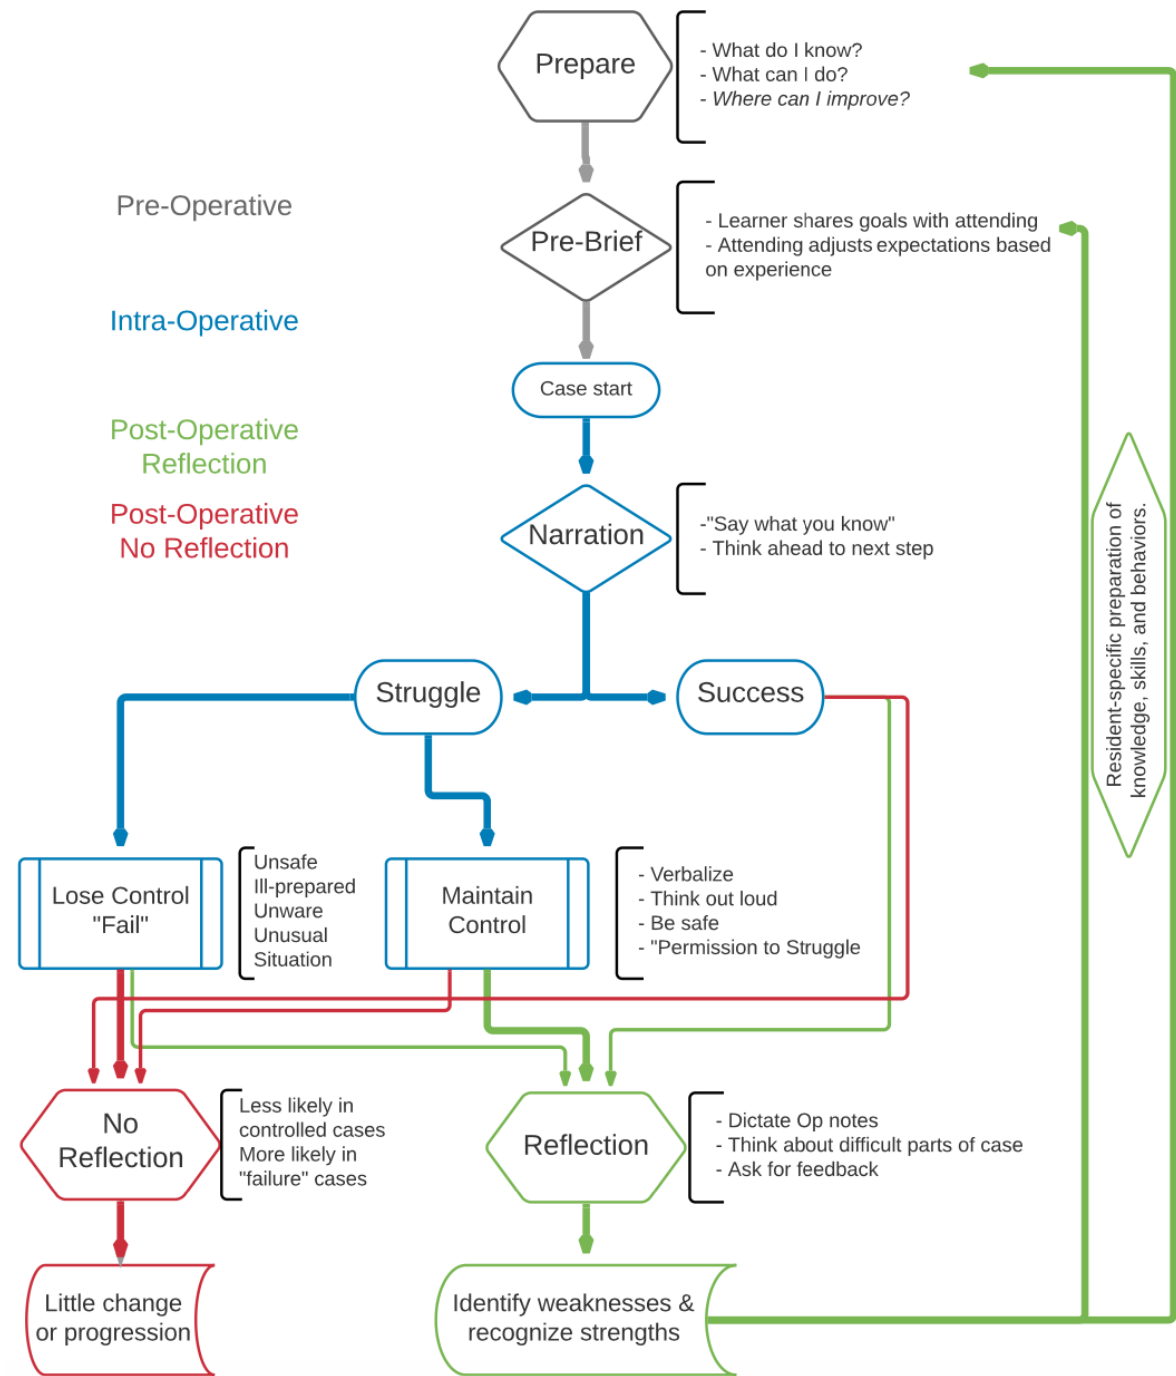 Prepare
- What do I know?
- What can I do?
- Where can I improve?
Pre-Operative
Pre-Brief
- Learner shares goals with attending
- Attending adjusts expectations based
on experience
Intra-Operative
Case start
Post-Operative
Reflection
Post-Operative
No Reflection
Narration
-"Say what you know"
- Think ahead to next step
Resident-specific preparation of
knowledge, skills, and behaviors.
Struggle
Success
Lose Control
"Fail"
Unsafe
Ill-prepared
Unware
Unusual
Situation
Maintain
Control
- Verbalize
- Think out loud
- Be safe
- "Permission to Struggle
No
Reflection
Less likely in
controlled cases
More likely in
"failure" cases
Reflection
- Dictate Op notes
- Think about difficult parts of case
- Ask for feedback
Little change
or progression
Identify weaknesses &
recognize strengths